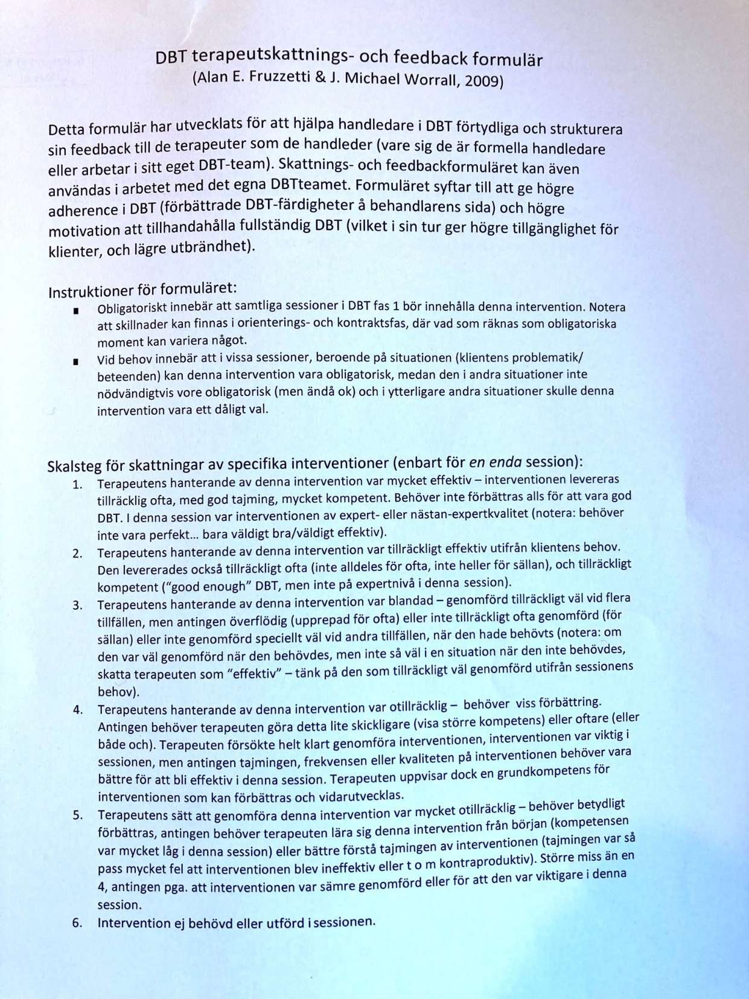 DBT terapeutskattnings- och feedback formulär
(Alan E. Fruzzetti & J. Michael Worrall, 2009)
Detta formulär har utvecklats för att hjälpa handledare i DBT förtydliga och strukturera
sin feedback till de terapeuter som de handleder (vare sig de är formella handledare
eller arbetar i sitt eget DBT-team). Skattnings- och feedbackformuläret kan även
användas i arbetet med det egna DBTteamet. Formuläret syftar till att ge högre
adherence i DBT (förbättrade DBT-färdigheter å behandlarens sida) och högre
motivation att tillhandahålla fullständig DBT (vilket i sin tur ger högre tillgänglighet för
klienter, och lägre utbrändhet).
Instruktioner för formuläret:
▪ Obligatoriskt innebär att samtliga sessioner i DBT fas 1 bör innehålla denna intervention. Notera
att skillnader kan finnas i orienterings- och kontraktsfas, där vad som räknas som obligatoriska
moment kan variera något.
▪ Vid behov innebär att i vissa sessioner, beroende på situationen (klientens problematik/
beteenden) kan denna intervention vara obligatorisk, medan den i andra situationer inte
nödvändigtvis vore obligatorisk (men ändå ok) och i ytterligare andra situationer skulle denna
intervention vara ett dåligt val.
Skalsteg för skattningar av specifika interventioner (enbart för en enda session):
1. Terapeutens hanterande av denna intervention var mycket effektiv – interventionen levereras
tillräcklig ofta, med god tajming, mycket kompetent. Behöver inte förbättras alls för att vara god
DBT. I denna session var interventionen av expert- eller nästan-expertkvalitet (notera: behöver
inte vara perfekt... bara väldigt bra/väldigt effektiv).
2. Terapeutens hanterande av denna intervention var tillräckligt effektiv utifrån klientens behov.
Den levererades också tillräckligt ofta (inte alldeles för ofta, inte heller för sällan), och tillräckligt
kompetent (“good enough” DBT, men inte på expertnivå i denna session).
3. Terapeutens hanterande av denna intervention var blandad – genomförd tillräckligt väl vid flera
tillfällen, men antingen överflödig (upprepad för ofta) eller inte tillräckligt ofta genomförd (för
sällan) eller inte genomförd speciellt väl vid andra tillfällen, när den hade behövts (notera: om
den var väl genomförd när den behövdes, men inte så väl i en situation när den inte behövdes,
skatta terapeuten som “effektiv” – tänk på den som tillräckligt väl genomförd utifrån sessionens
behov).
4. Terapeutens hanterande av denna intervention var otillräcklig – behöver viss förbättring.
Antingen behöver terapeuten göra detta lite skickligare (visa större kompetens) eller oftare (eller
både och). Terapeuten försökte helt klart genomföra interventionen, interventionen var viktig i
sessionen, men antingen tajmingen, frekvensen eller kvaliteten på interventionen behöver vara
bättre för att bli effektiv i denna session. Terapeuten uppvisar dock en grundkompetens för
interventionen som kan förbättras och vidarutvecklas.
5. Terapeutens sätt att genomföra denna intervention var mycket otillräcklig – behöver betydligt
förbättras, antingen behöver terapeuten lära sig denna intervention från början (kompetensen
var mycket låg i denna session) eller bättre förstå tajmingen av interventionen (tajmingen var så
pass mycket fel att interventionen blev ineffektiv eller t o m kontraproduktiv). Större miss än en
4, antingen pga. att interventionen var sämre genomförd eller för att den var viktigare i denna
session.
6. Intervention ej behövd eller utförd i sessionen.